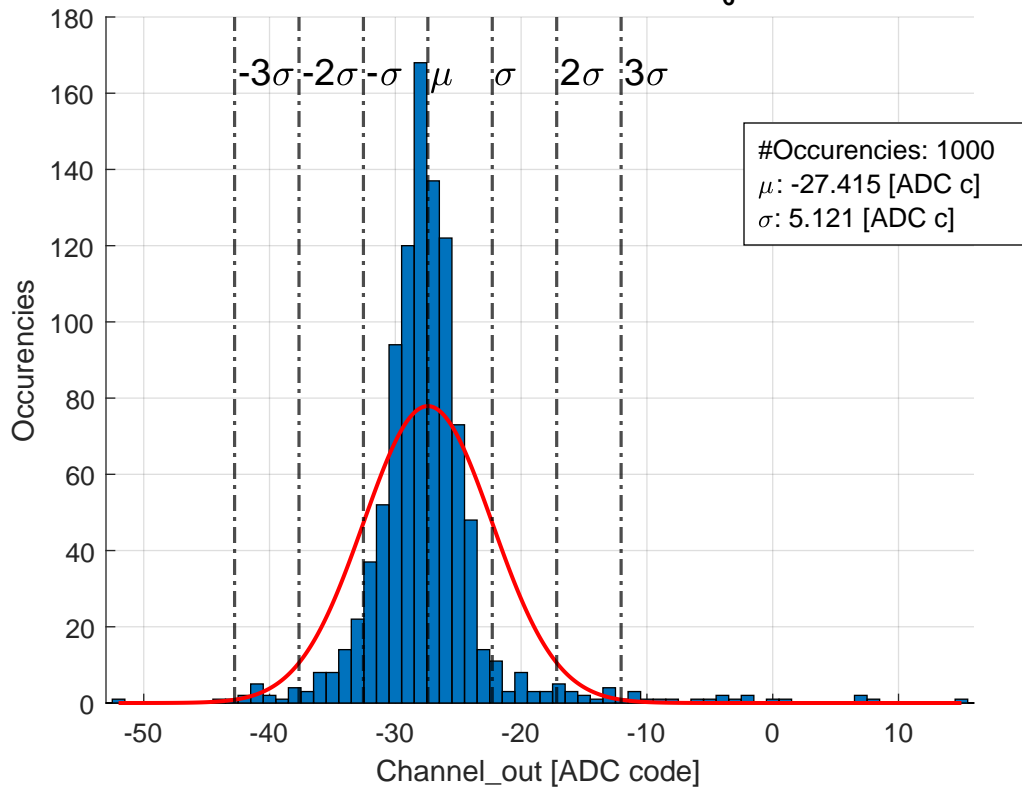 180
160
140
120
100
80
60
40
20
0
Occurencies
-3σ -2σ -σ μ σ 2σ 3σ
#Occurencies: 1000
μ: -27.415 [ADC c]
σ: 5.121 [ADC c]
-50 -40 -30 -20 -10 0 10
Channel_out [ADC code]